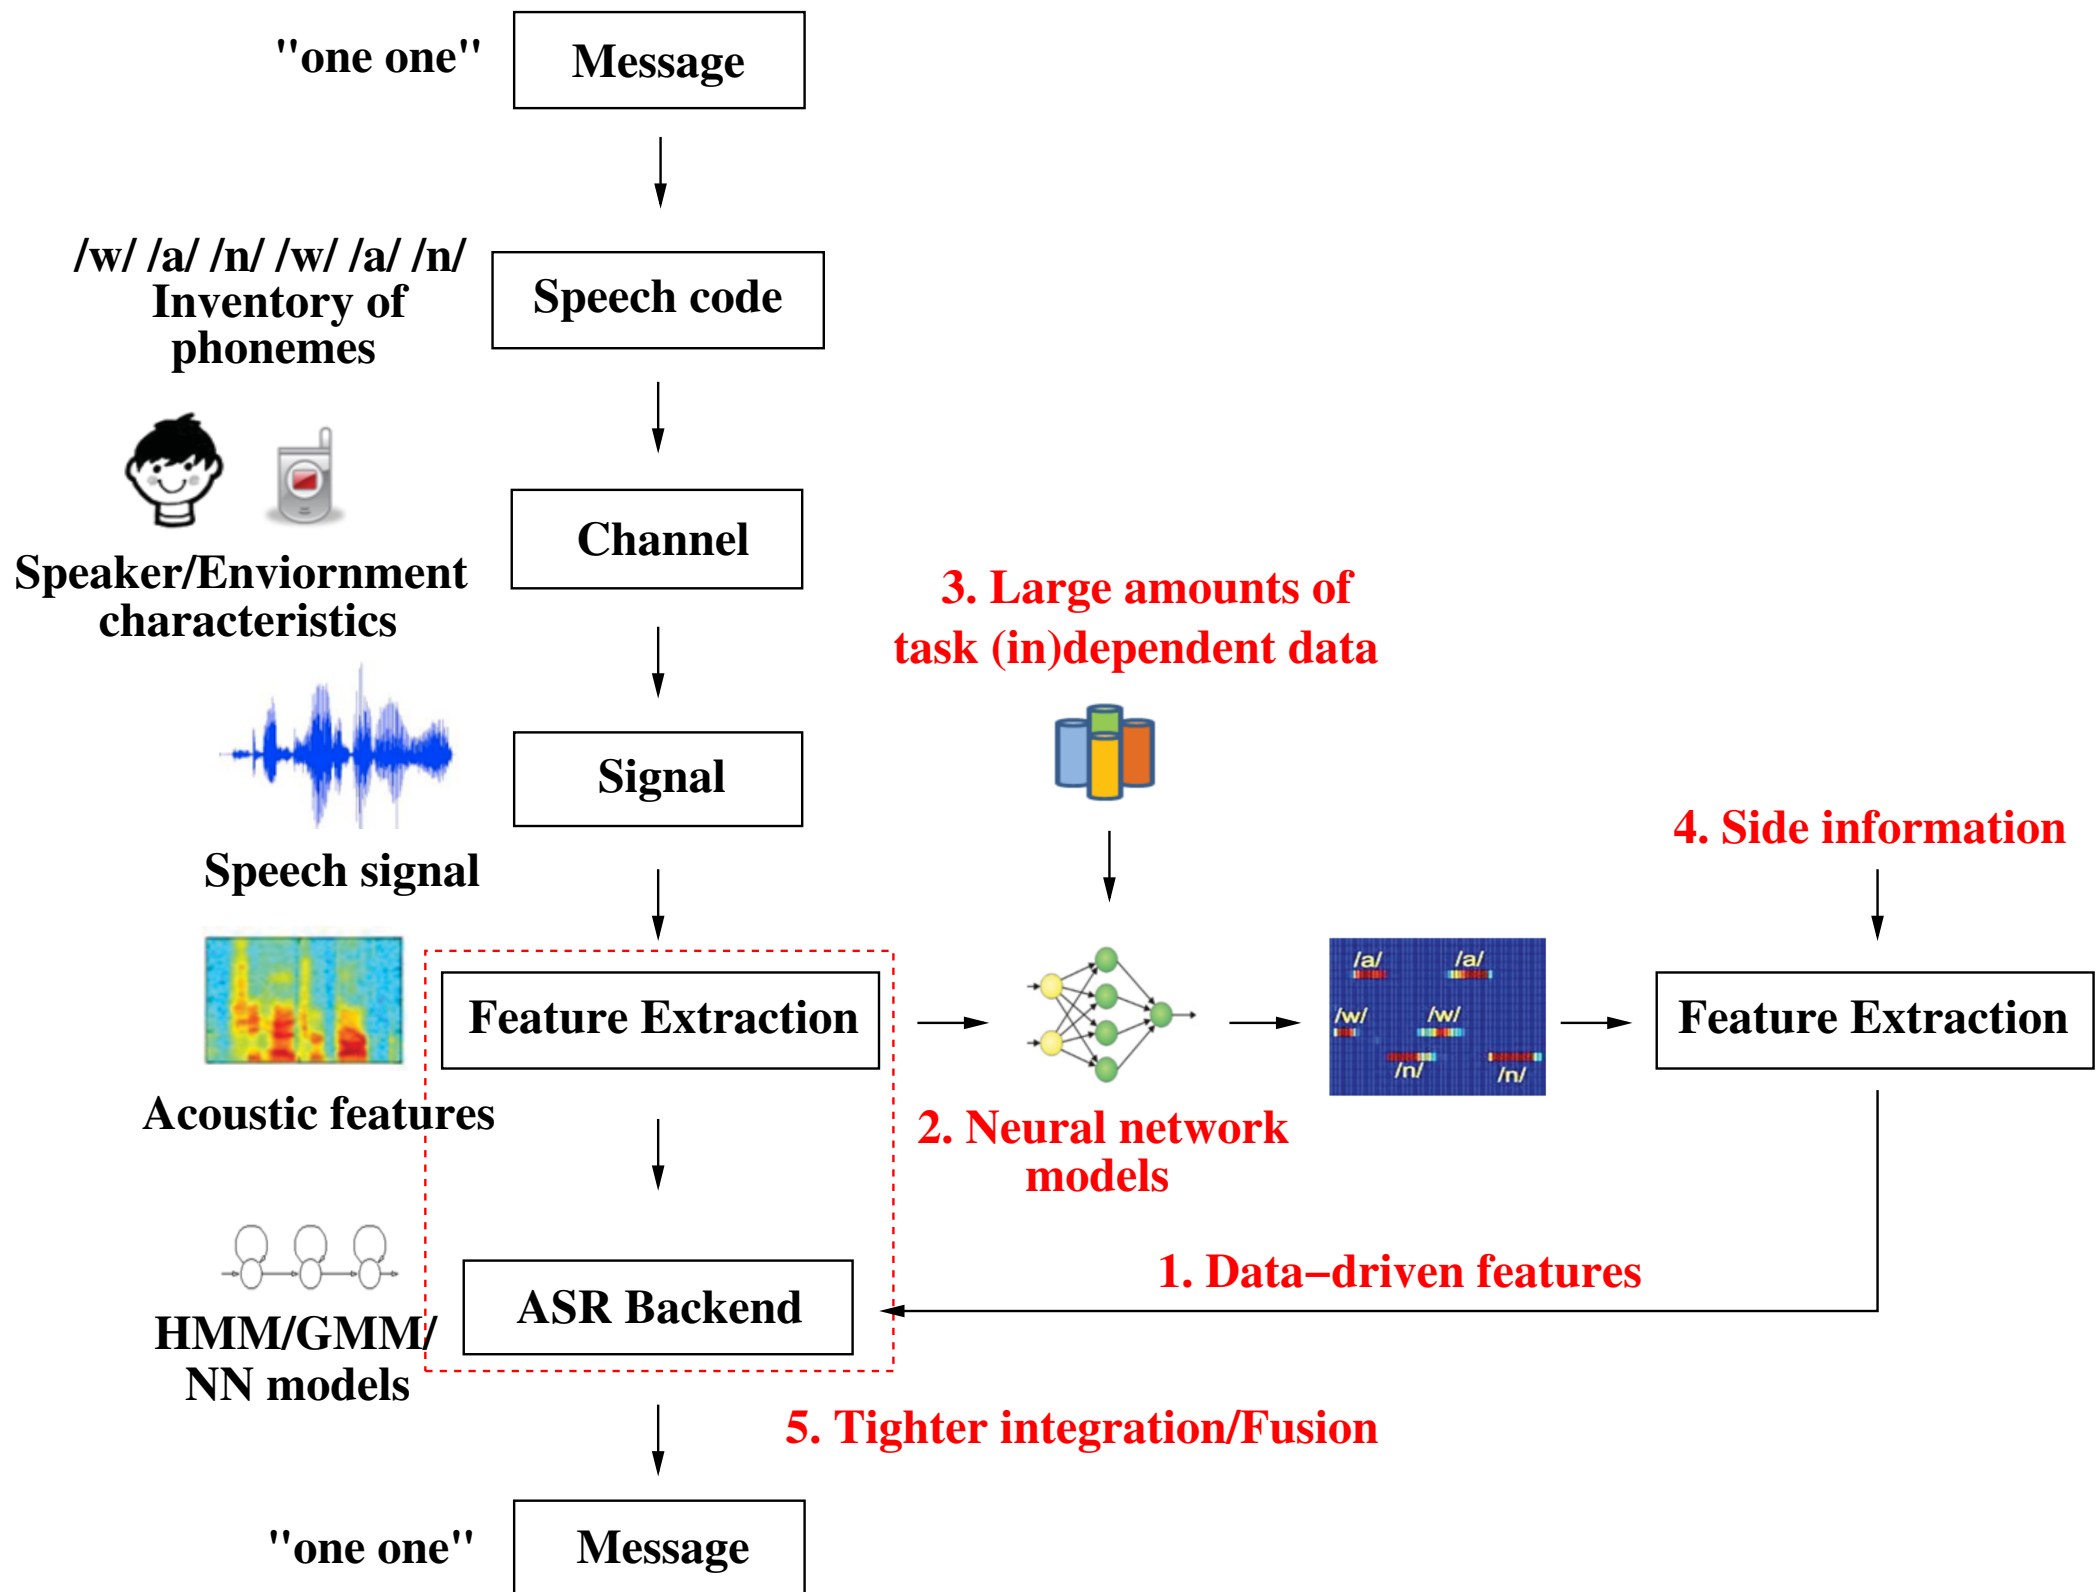 "one one"
Message
/w/ /a/ /n/ /w/ /a/ /n/
Inventory of
phonemes
Speech code
Speaker/Enviornment
characteristics
Channel
3. Large amounts of
task (in)dependent data
Signal
Speech signal
4. Side information
Feature Extraction
Acoustic features
2. Neural network
models
/a/ /a/
/w/ /w/
/n/ /n/
Feature Extraction
1. Data–driven features
ASR Backend
HMM/GMM/
NN models
5. Tighter integration/Fusion
"one one"
Message